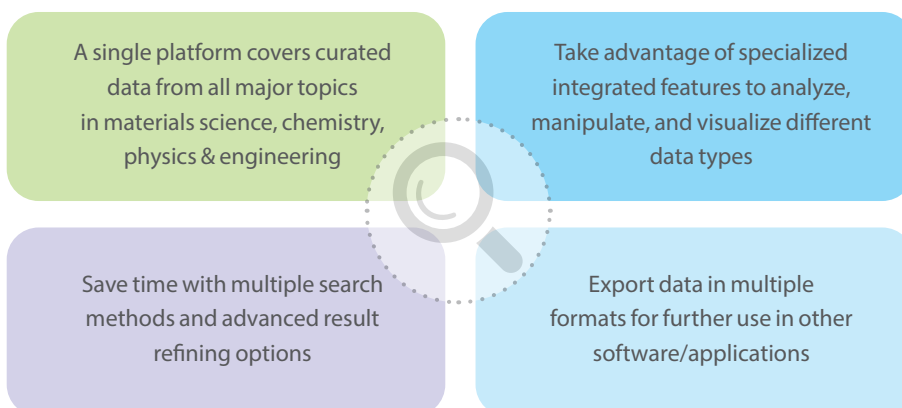 A single platform covers curated
data from all major topics
in materials science, chemistry,
physics & engineering
Take advantage of specialized
integrated features to analyze,
manipulate, and visualize different
data types
Save time with multiple search
methods and advanced result
refining options
Export data in multiple
formats for further use in other
software/applications